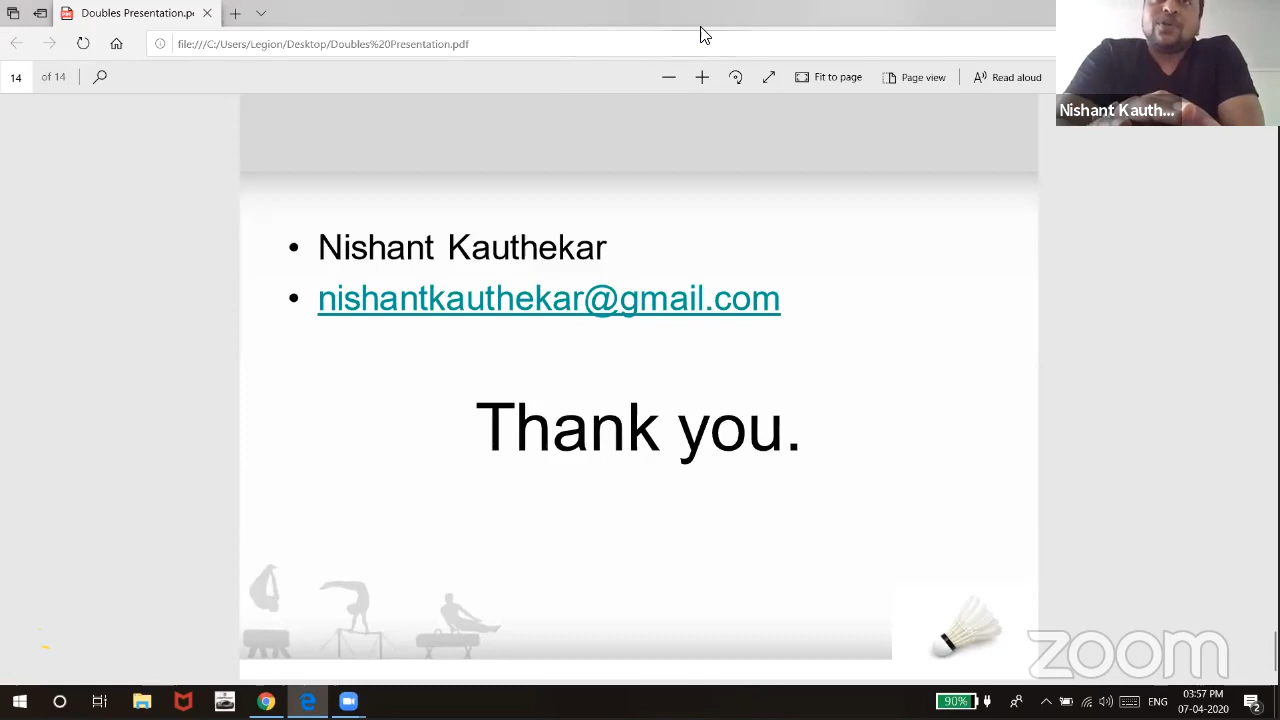 Doubles Presentation.p
file:///C:/Users/Legion/Desktop/Doubles%20Presentation.pdf
14 of 14
Fit to page
Page view
Read aloud
Nishant Kauth...
• Nishant Kauthekar
• nishantkauthekar@gmail.com
Thank you.
zoom
90%
ENG
03:57 PM
07-04-2020
2